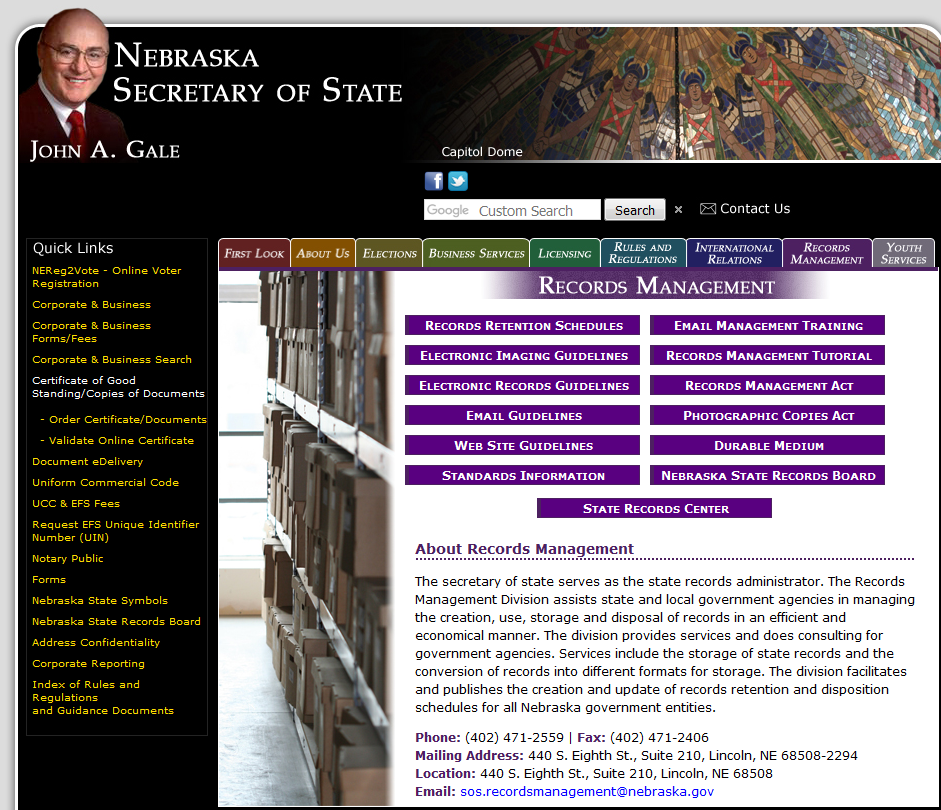 NEBRASKA
SECRETARY OF STATE
JOHN A. GALE
Capitol Dome
f
Google Custom Search
Search
×
Contact Us
Quick Links
NEReg2Vote - Online Voter
Registration
Corporate & Business
Corporate & Business
Forms/Fees
Corporate & Business Search
Certificate of Good
Standing/Copies of Documents
- Order Certificate/Documents
- Validate Online Certificate
Document eDelivery
Uniform Commercial Code
UCC & EFS Fees
Request EFS Unique Identifier
Number (UIN)
Notary Public
Forms
Nebraska State Symbols
Nebraska State Records Board
Address Confidentiality
Corporate Reporting
Index of Rules and
Regulations
and Guidance Documents
FIRST LOOK
ABOUT US
ELECTIONS
BUSINESS SERVICES
LICENSING
RULES AND
REGULATIONS
INTERNATIONAL
RELATIONS
RECORDS
MANAGEMENT
YOUTH
SERVICES
RECORDS MANAGEMENT
RECORDS RETENTION SCHEDULES
EMAIL MANAGEMENT TRAINING
ELECTRONIC IMAGING GUIDELINES
RECORDS MANAGEMENT TUTORIAL
ELECTRONIC RECORDS GUIDELINES
RECORDS MANAGEMENT ACT
EMAIL GUIDELINES
PHOTOGRAPHIC COPIES ACT
WEB SITE GUIDELINES
DURABLE MEDIUM
STANDARDS INFORMATION
NEBRASKA STATE RECORDS BOARD
STATE RECORDS CENTER
About Records Management
The secretary of state serves as the state records administrator. The Records
Management Division assists state and local government agencies in managing
the creation, use, storage and disposal of records in an efficient and
economical manner. The division provides services and does consulting for
government agencies. Services include the storage of state records and the
conversion of records into different formats for storage. The division facilitates
and publishes the creation and update of records retention and disposition
schedules for all Nebraska government entities.
Phone: (402) 471-2559 | Fax: (402) 471-2406
Mailing Address: 440 S. Eighth St., Suite 210, Lincoln, NE 68508-2294
Location: 440 S. Eighth St., Suite 210, Lincoln, NE 68508
Email: sos.recordsmanagement@nebraska.gov